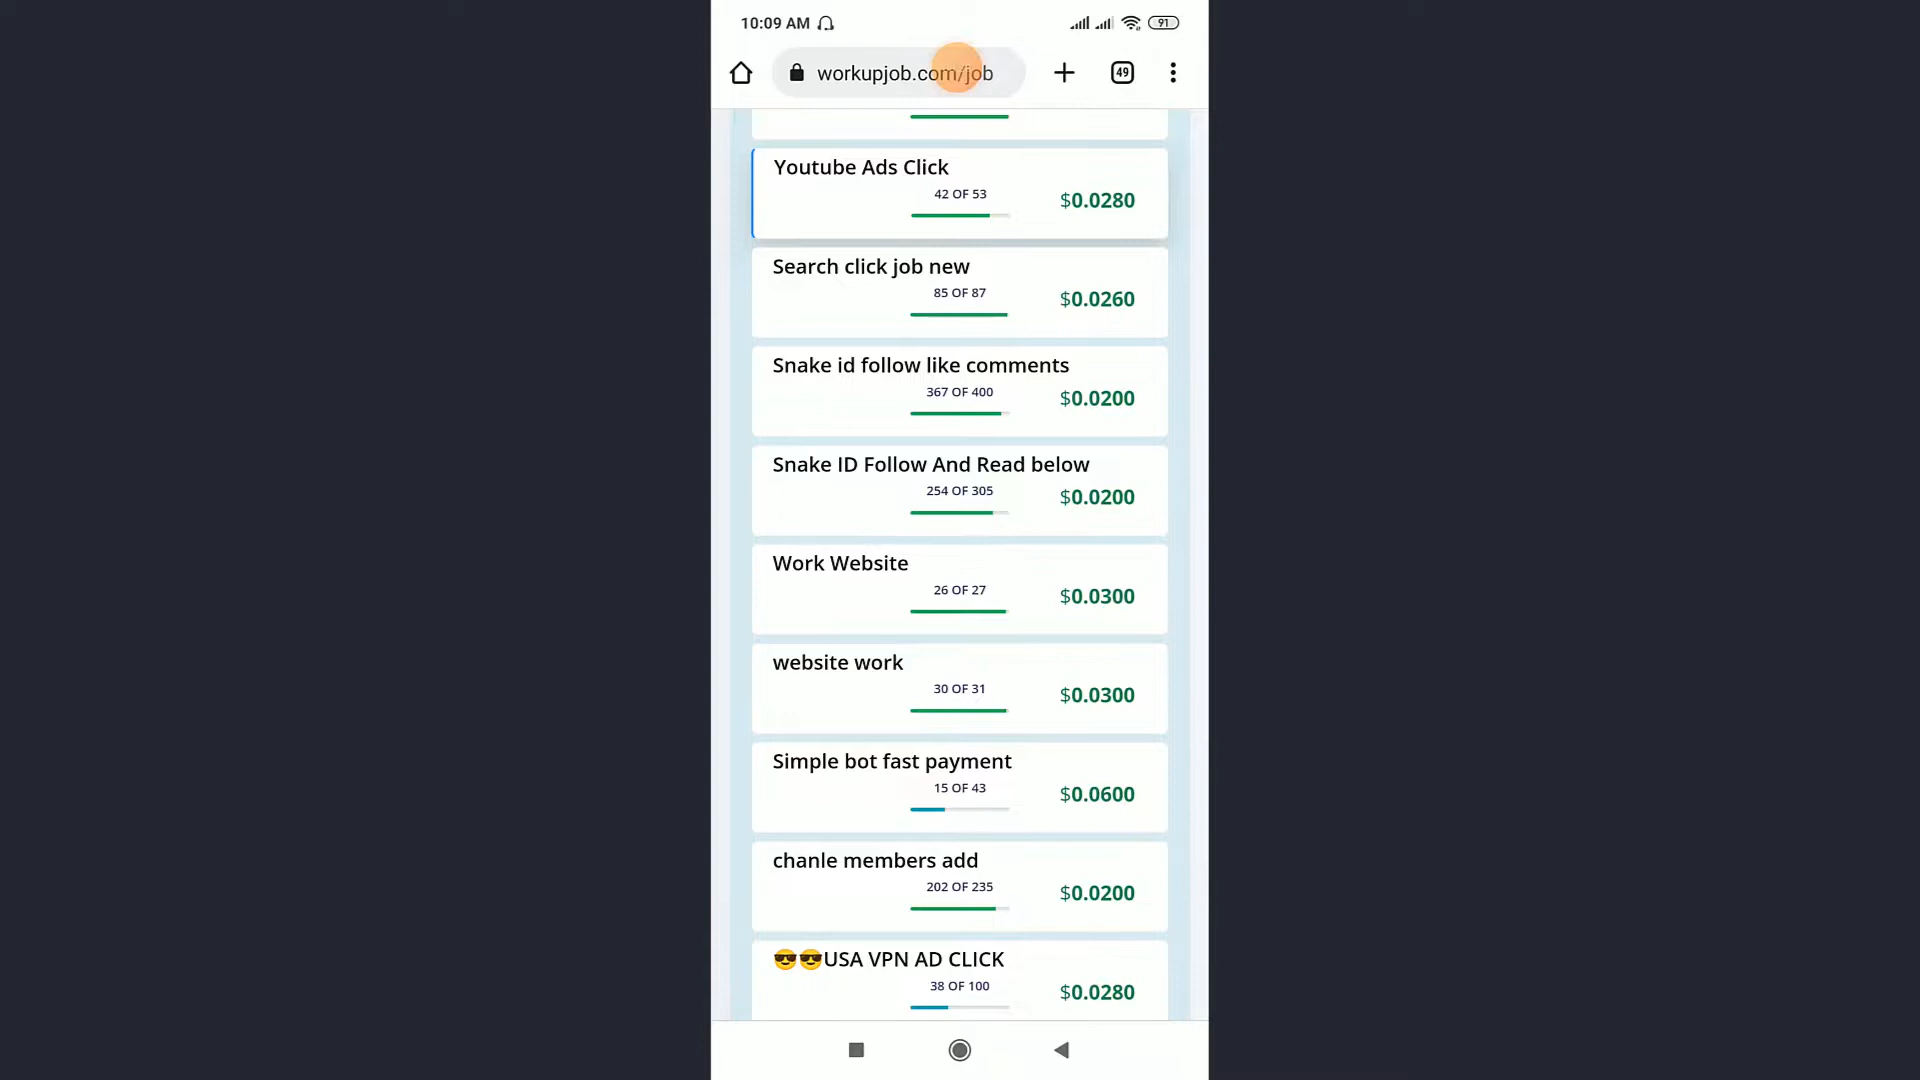 10:09 AM
91
workupjob.com/job
49
Youtube Ads Click
42 OF 53
$0.0280
Search click job new
85 OF 87
$0.0260
Snake id follow like comments
367 OF 400
$0.0200
Snake ID Follow And Read below
254 OF 305
$0.0200
Work Website
26 OF 27
$0.0300
website work
30 OF 31
$0.0300
Simple bot fast payment
15 OF 43
$0.0600
chanle members add
202 OF 235
$0.0200
😎😎USA VPN AD CLICK
38 OF 100
$0.0280